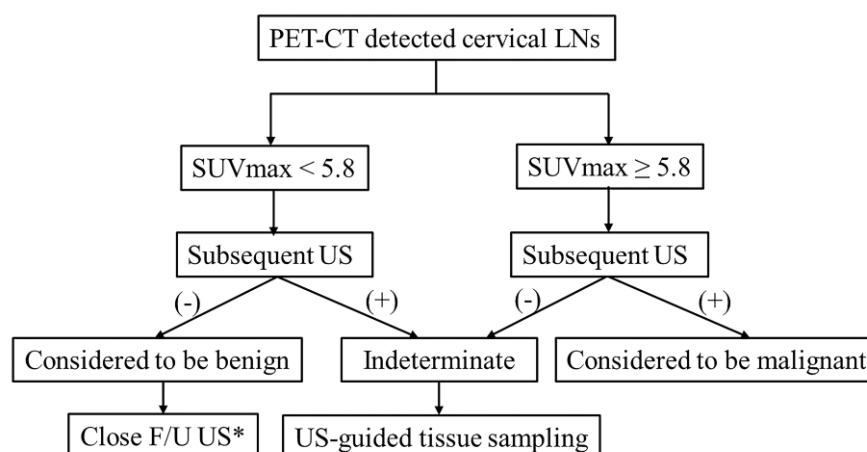 PET-CT detected cervical LNs
SUVmax < 5.8
SUVmax ≥ 5.8
Subsequent US
Subsequent US
(-)
(+)
(-)
(+)
Considered to be benign
Indeterminate
Considered to be malignant
Close F/U US*
US-guided tissue sampling